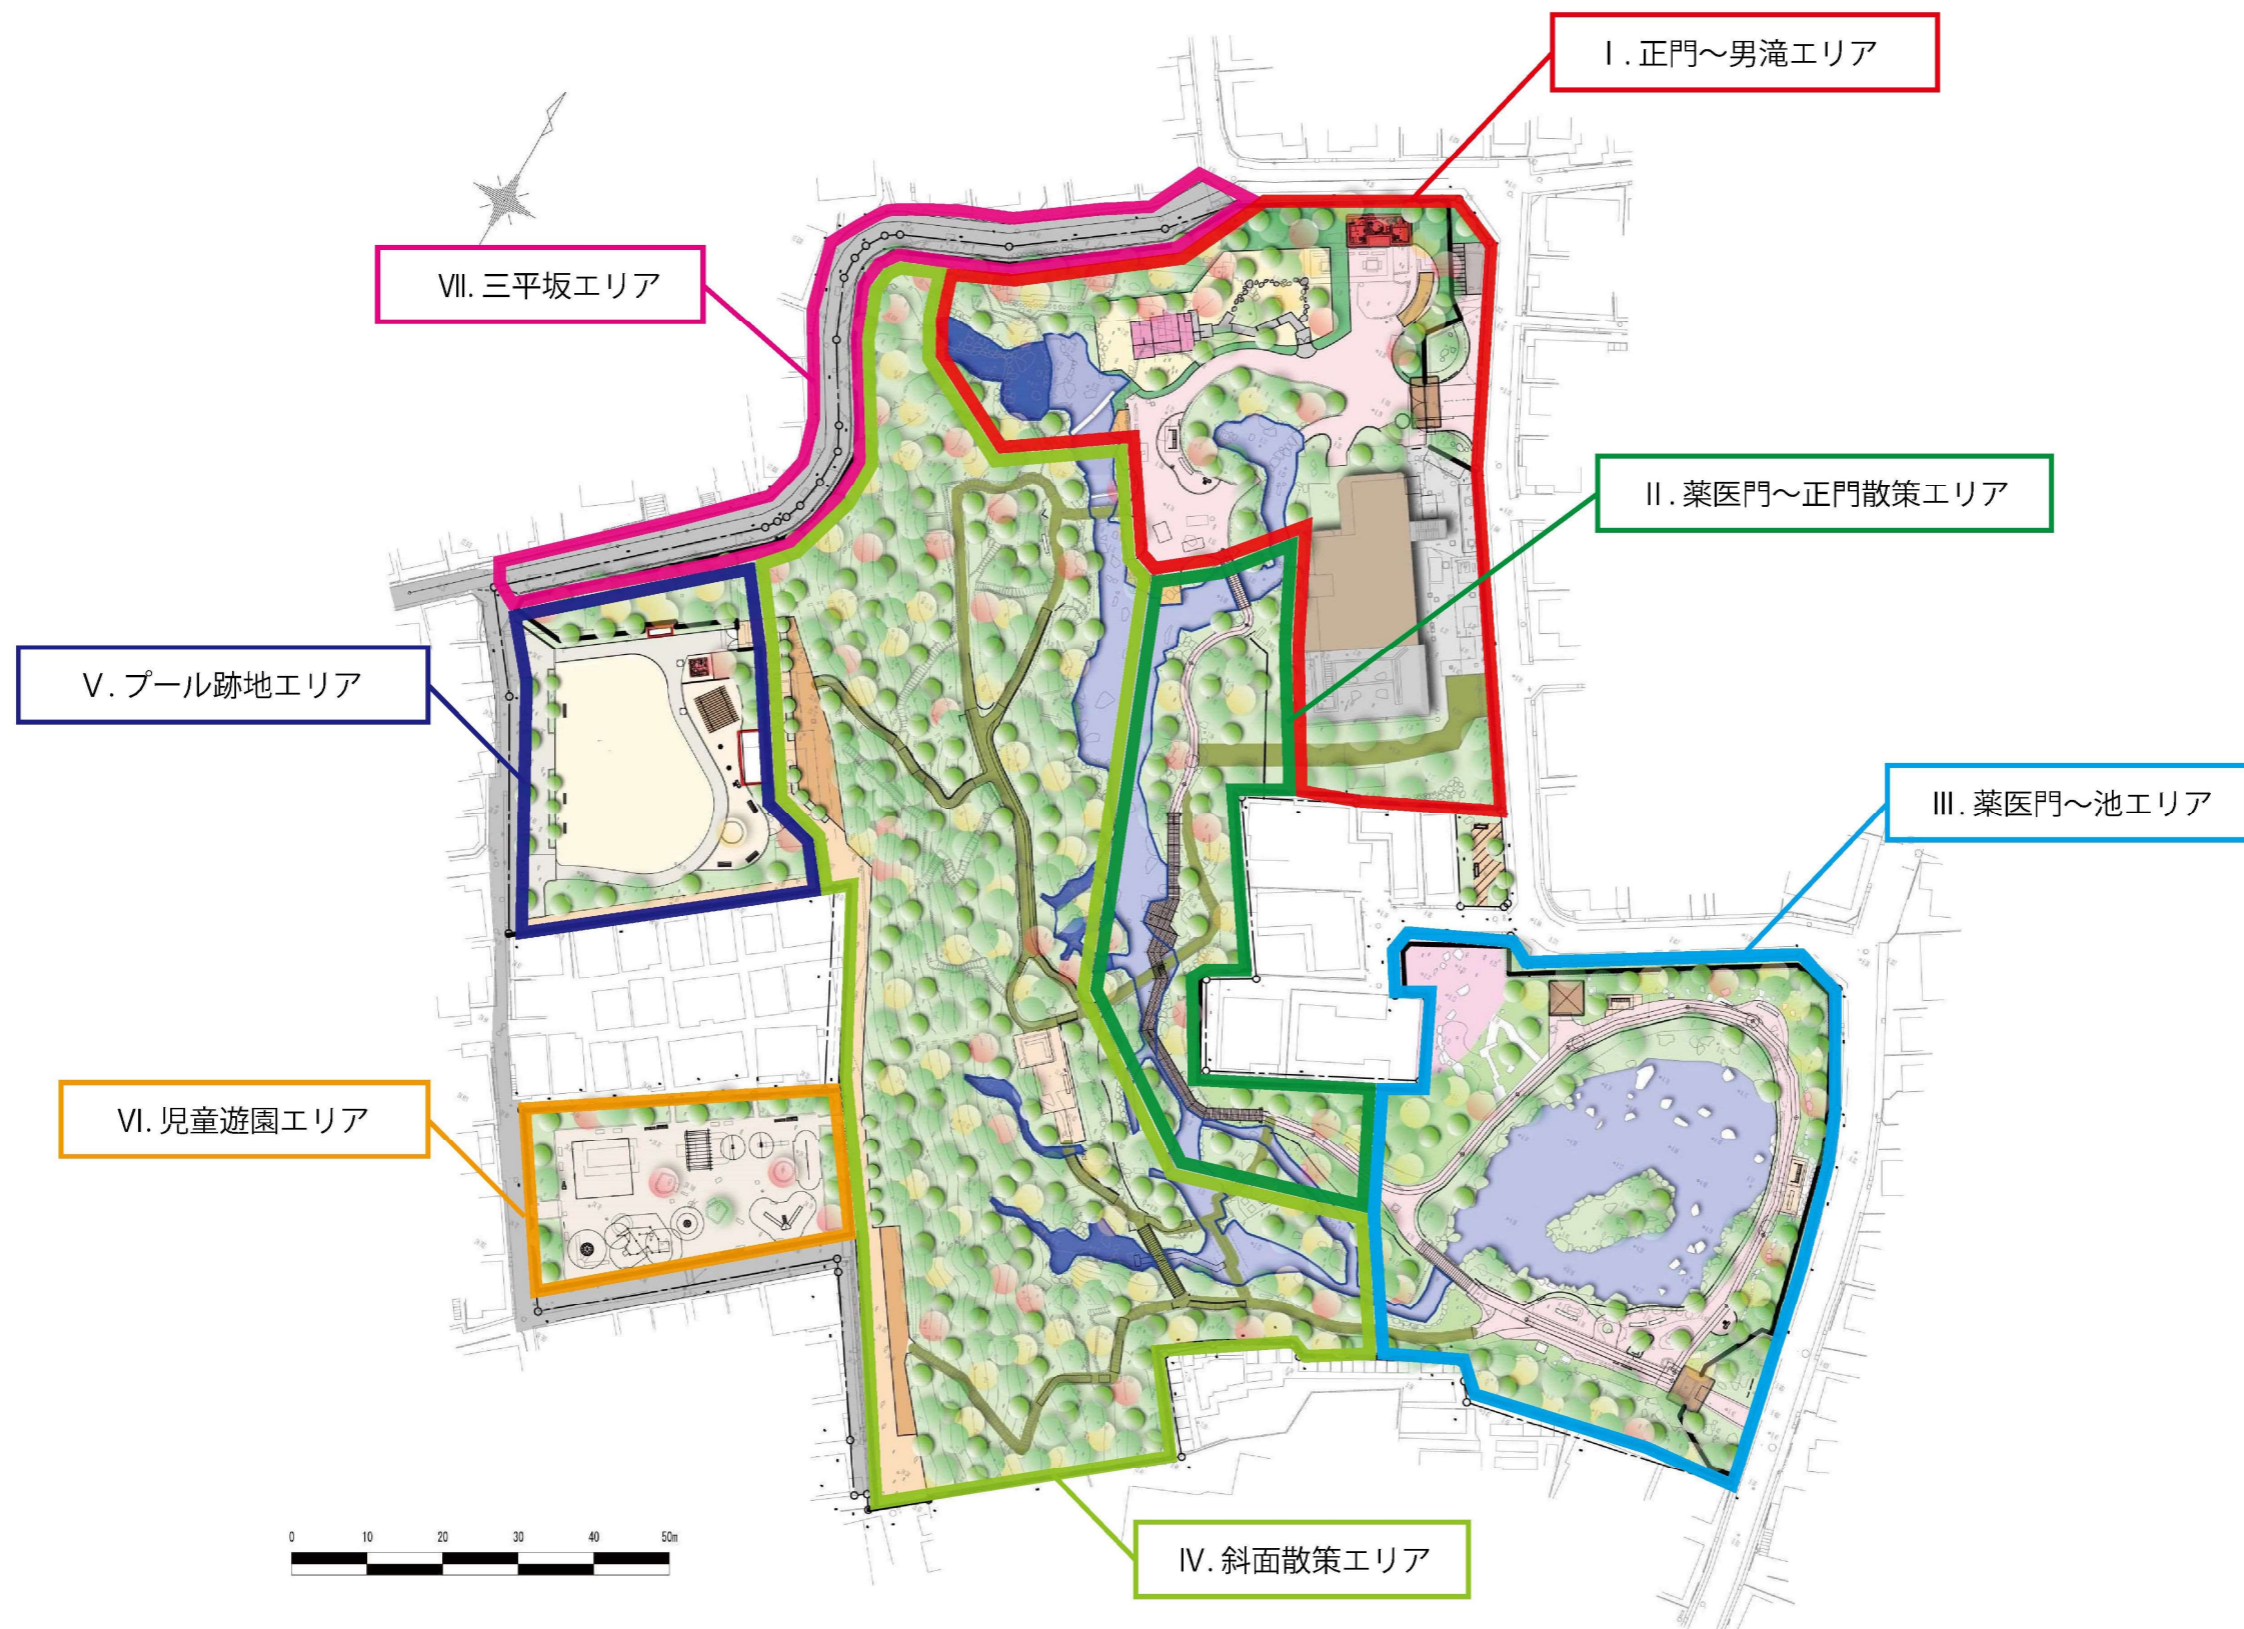 Ⅰ. 正門～男滝エリア
Ⅶ. 三平坂エリア
Ⅱ. 薬医門～正門散策エリア
Ⅴ. プール跡地エリア
Ⅲ. 薬医門～池エリア
Ⅵ. 児童遊園エリア
0 10 20 30 40 50m
Ⅳ. 斜面散策エリア